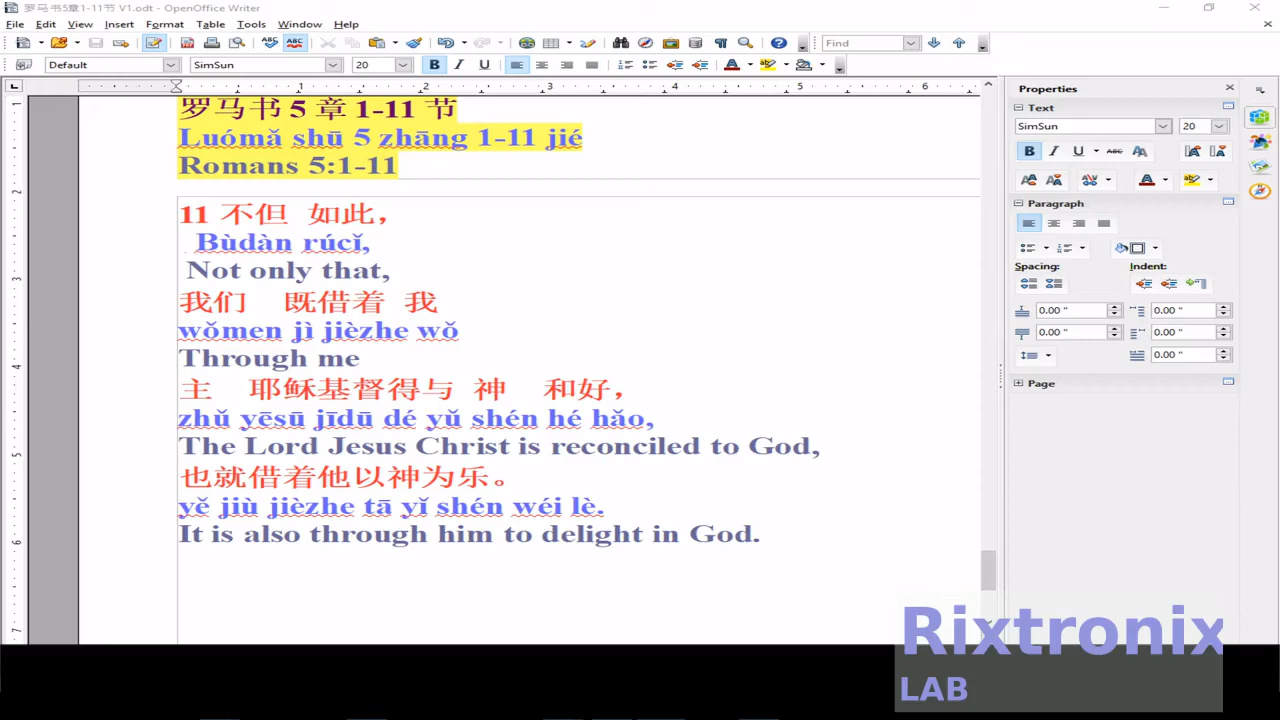 罗马书5章1-11节 V1.odt - OpenOffice Writer
File Edit View Insert Format Table Tools Window Help
Find
Default SimSun 20
1 2 3 4 5 6
罗马书 5 章 1-11 节
Luómǎ shū 5 zhāng 1-11 jié
Romans 5:1-11
11 不但 如此，
Bùdàn rúcǐ,
Not only that,
我们 既借着 我
wǒmen jì jièzhe wǒ
Through me
主 耶稣基督得与 神 和好，
zhǔ yēsū jīdū dé yǔ shén hé hǎo,
The Lord Jesus Christ is reconciled to God,
也就借着他以神为乐。
yě jiù jièzhe tā yǐ shén wéi lè.
It is also through him to delight in God.
Properties
Text
SimSun 20
Paragraph
Spacing: Indent:
0.00 " 0.00 "
0.00 " 0.00 "
0.00 "
Page
Rixtronix
LAB